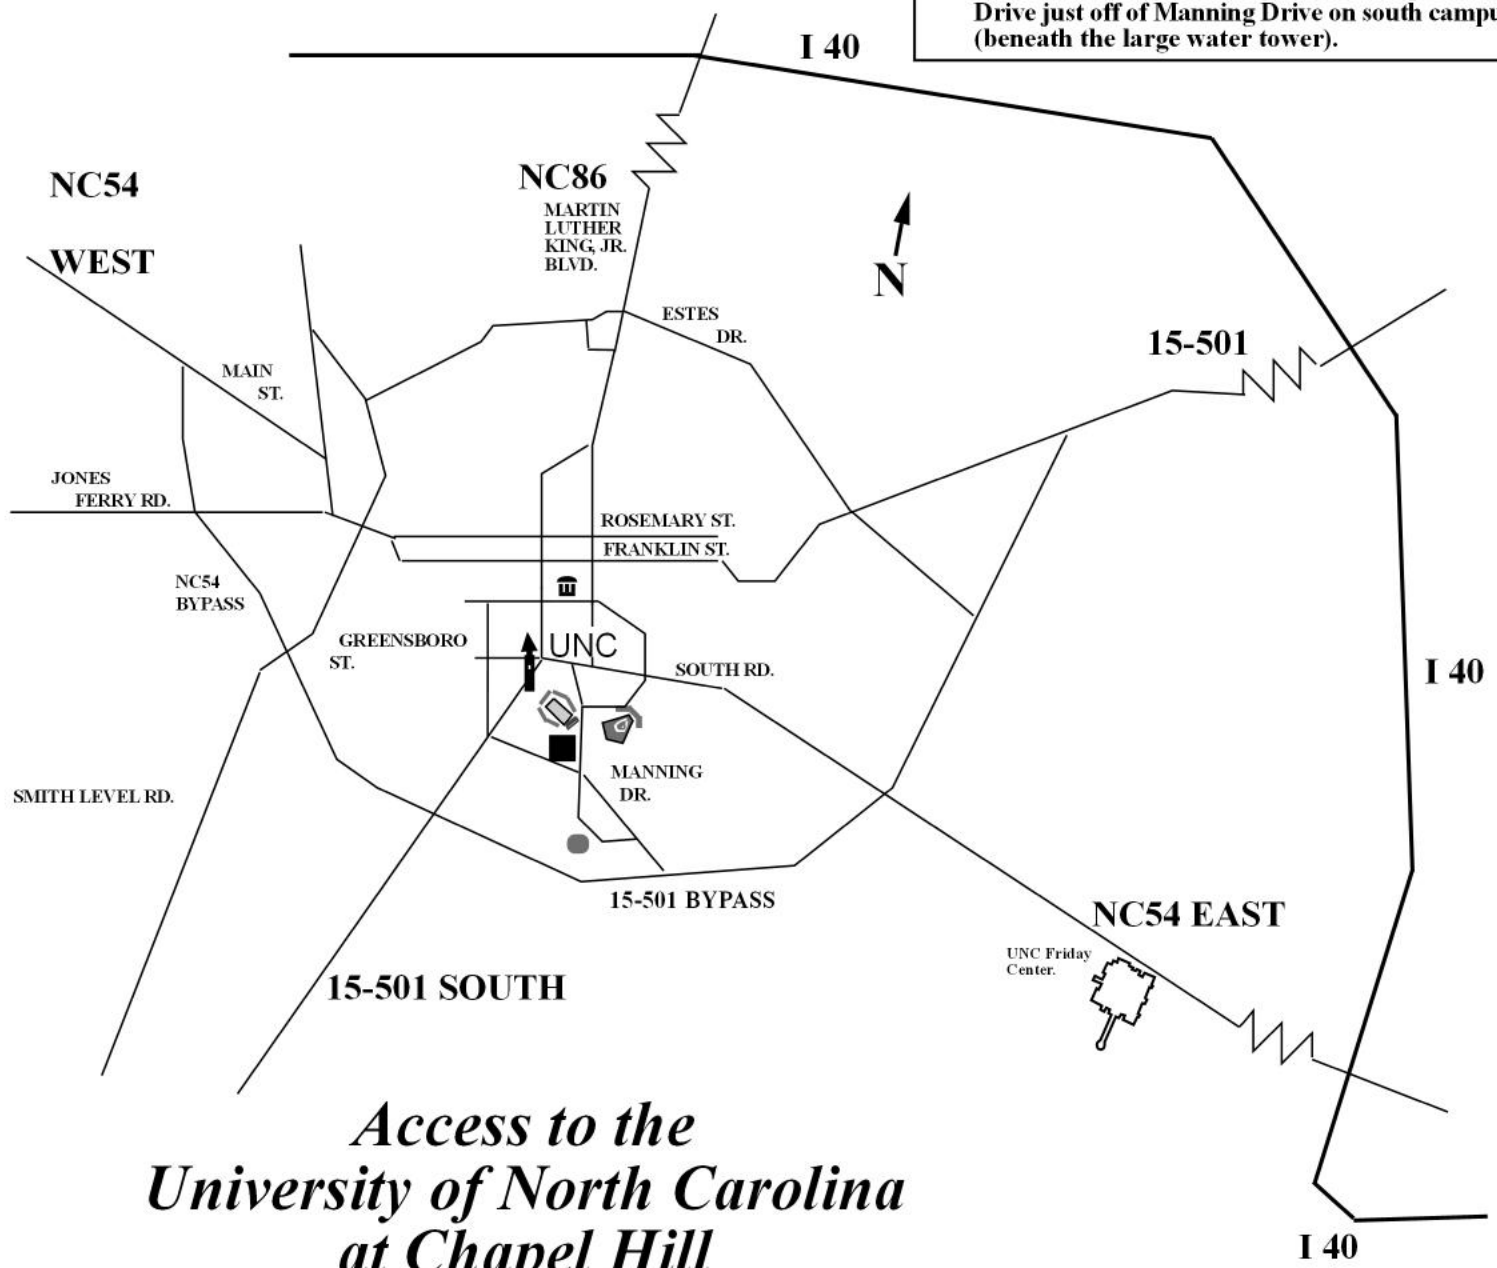 Drive just off of Manning Drive on south campu
(beneath the large water tower).
I 40
NC54
WEST
NC86
MARTIN
LUTHER
KING, JR.
BLVD.
N
ESTES
DR.
15-501
MAIN
ST.
JONES
FERRY RD.
ROSEMARY ST.
FRANKLIN ST.
NC54
BYPASS
GREENSBORO
ST.
UNC
SOUTH RD.
I 40
MANNING
DR.
SMITH LEVEL RD.
15-501 BYPASS
NC54 EAST
UNC Friday
Center.
15-501 SOUTH
Access to the
University of North Carolina
at Chapel Hill
I 40